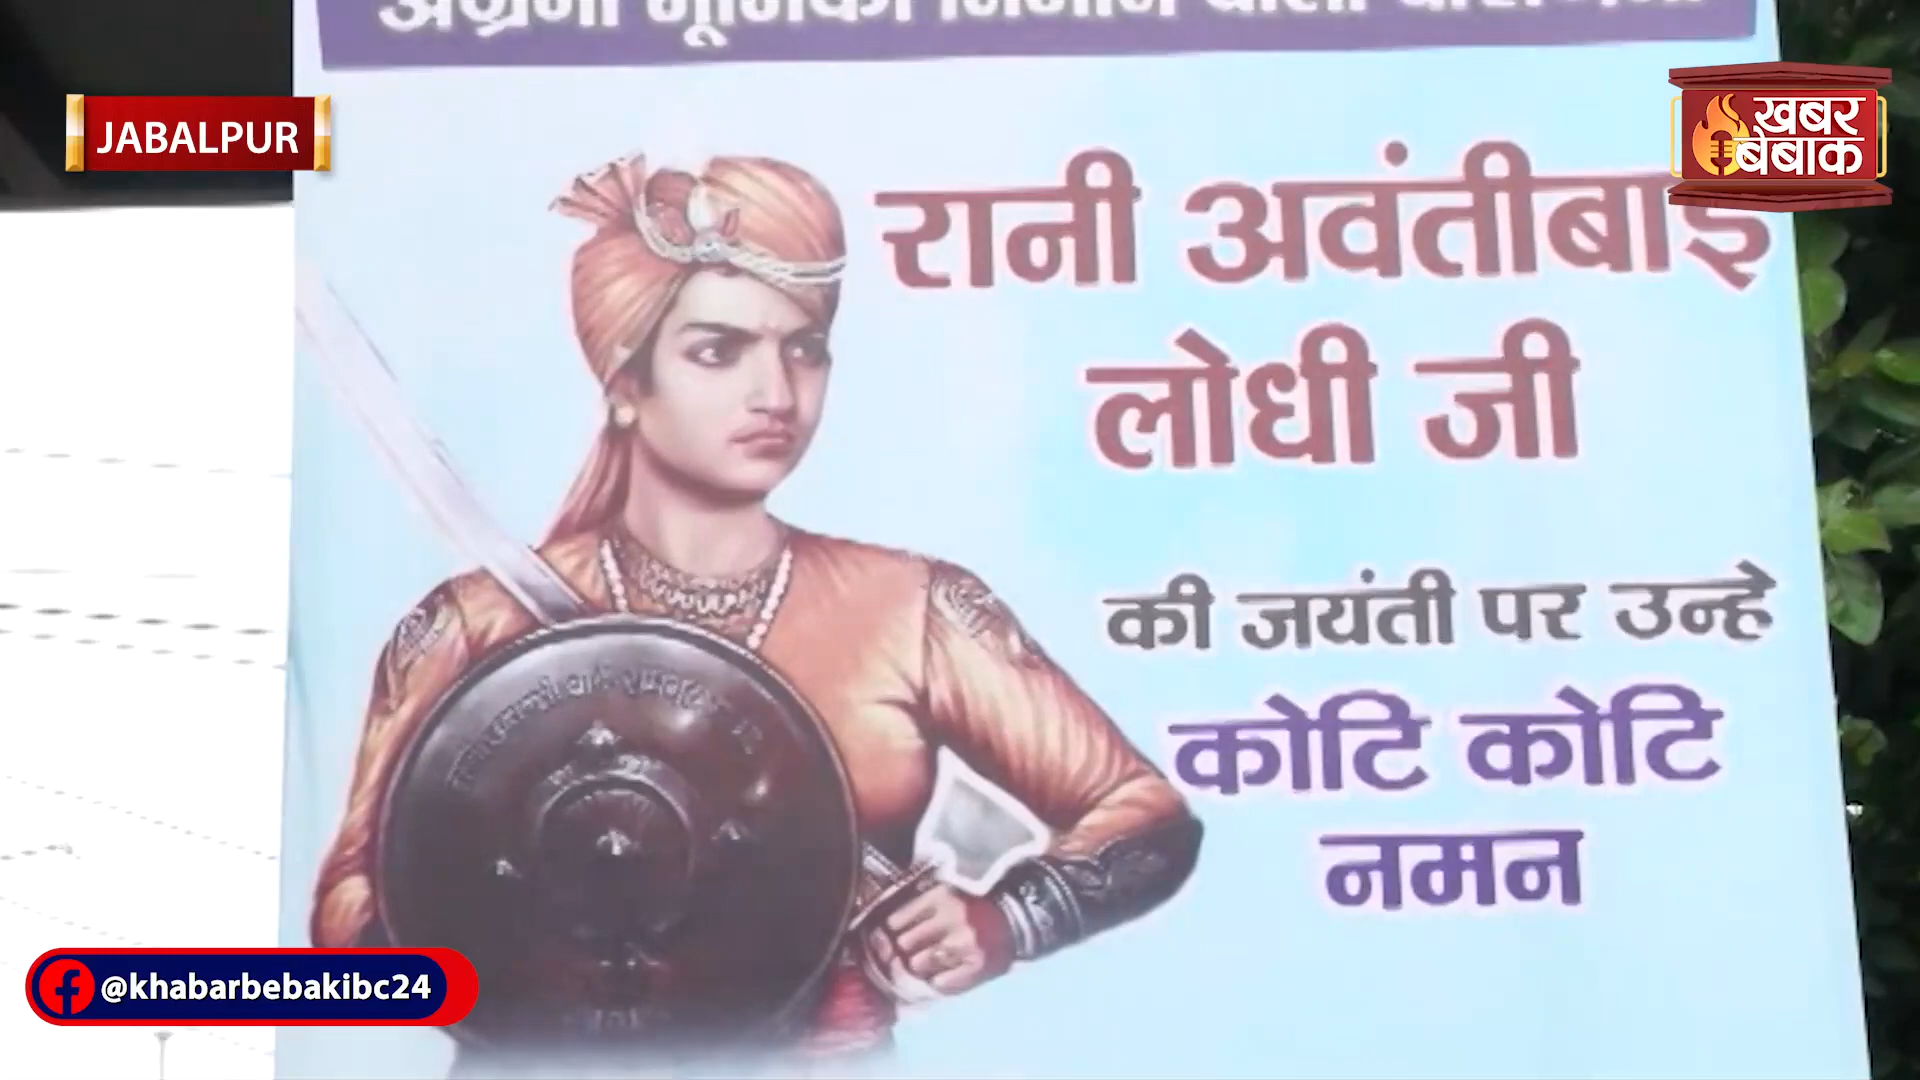 JABALPUR
खबर
बेबाक
रानी अवंतीबाई
लोधी जी
की जयंती पर उन्हे
कोटि कोटि
नमन
@khabarbebakibc24